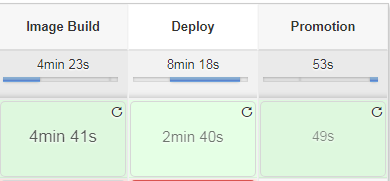 Image Build Deploy Promotion
4min 23s 8min 18s 53s
4min 41s 2min 40s 49s